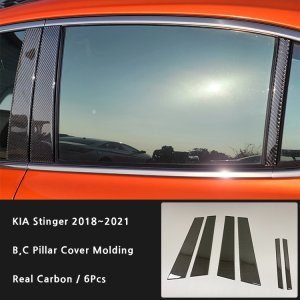 KIA Stinger 2018~2021
B,C Pillar Cover Molding
Real Carbon / 6Pcs